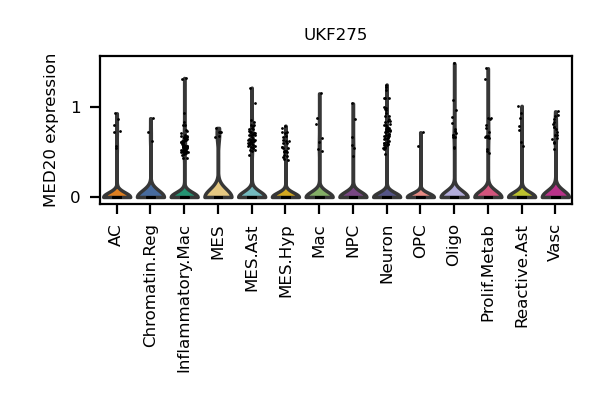 UKF275
MED20 expression
1
0
AC
Chromatin.Reg
Inflammatory.Mac
MES
MES.Ast
MES.Hyp
Mac
NPC
Neuron
OPC
Oligo
Prolif.Metab
Reactive.Ast
Vasc